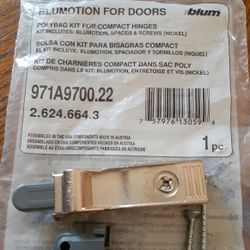 BLUMOTION FOR DOORS
blum
POLYBAG KIT FOR COMPACT HINGES
KIT INCLUDES: BLUMOTION, SPACER & SCREWS (NICKEL)
BOLSA CON KIT PARA BISAGRAS COMPACT
EL KIT INCLUYE: BLUMOTION, SPACIADOR Y TORNILLOS (NIQUEL)
KIT DE CHARNIÈRES COMPACT DANS SAC POLY
COMPRIS DANS LE KIT: BLUMOTION, ENTRETOISE ET VIS (NICKEL)
971A9700.22
2.624.664.3
7 57976 13059 9
ASSEMBLED IN THE USA COMPONENTS MADE IN AUSTRIA
1 pc